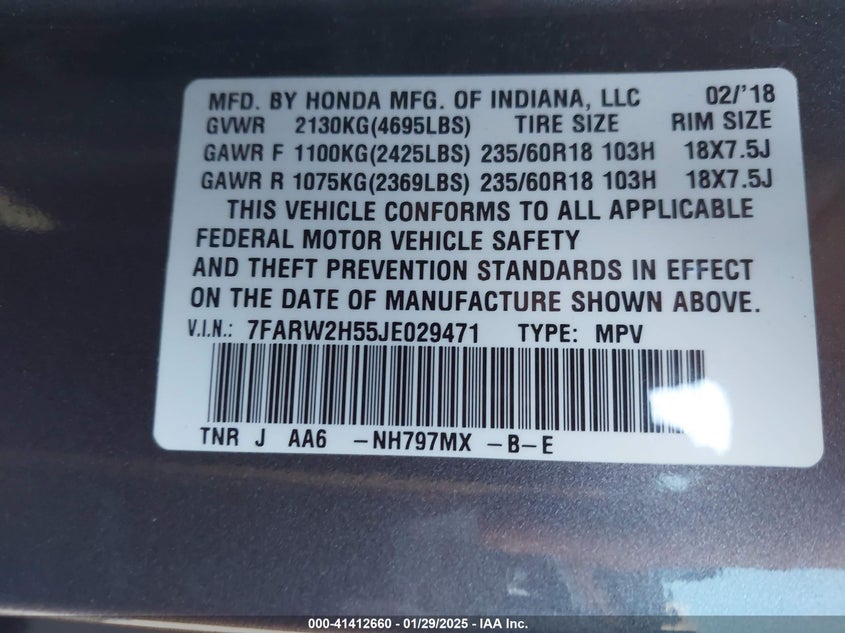 MFD. BY HONDA MFG. OF INDIANA, LLC 02/'18
GVWR 2130KG(4695LBS) TIRE SIZE RIM SIZE
GAWR F 1100KG(2425LBS) 235/60R18 103H 18X7.5J
GAWR R 1075KG(2369LBS) 235/60R18 103H 18X7.5J
THIS VEHICLE CONFORMS TO ALL APPLICABLE
FEDERAL MOTOR VEHICLE SAFETY
AND THEFT PREVENTION STANDARDS IN EFFECT
ON THE DATE OF MANUFACTURE SHOWN ABOVE.
V.I.N.: 7FARW2H55JE029471 TYPE: MPV
TNR J AA6 -NH797MX -B-E
000-41412660 - 01/29/2025 - IAA Inc.